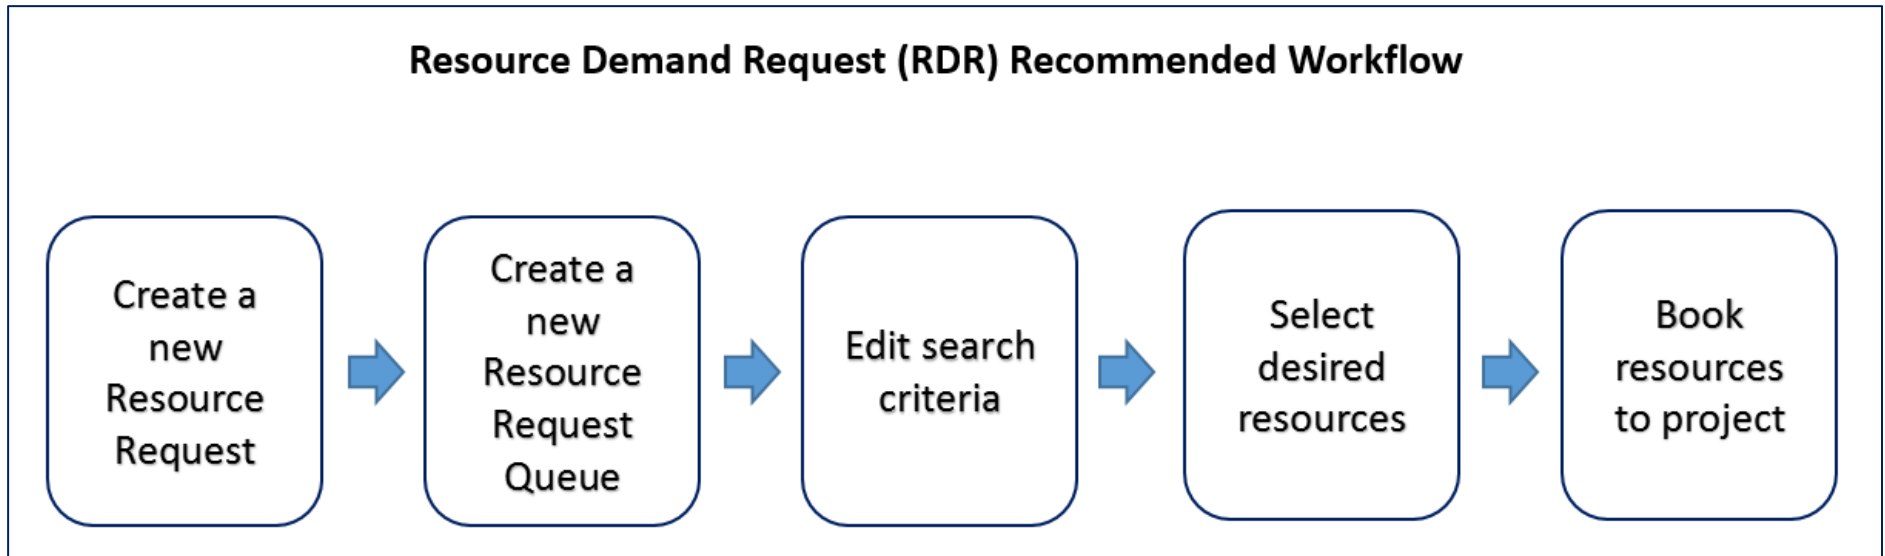 Resource Demand Request (RDR) Recommended Workflow
Create a
new
Resource
Request
Create a
new
Resource
Request
Queue
Edit search
criteria
Select
desired
resources
Book
resources
to project